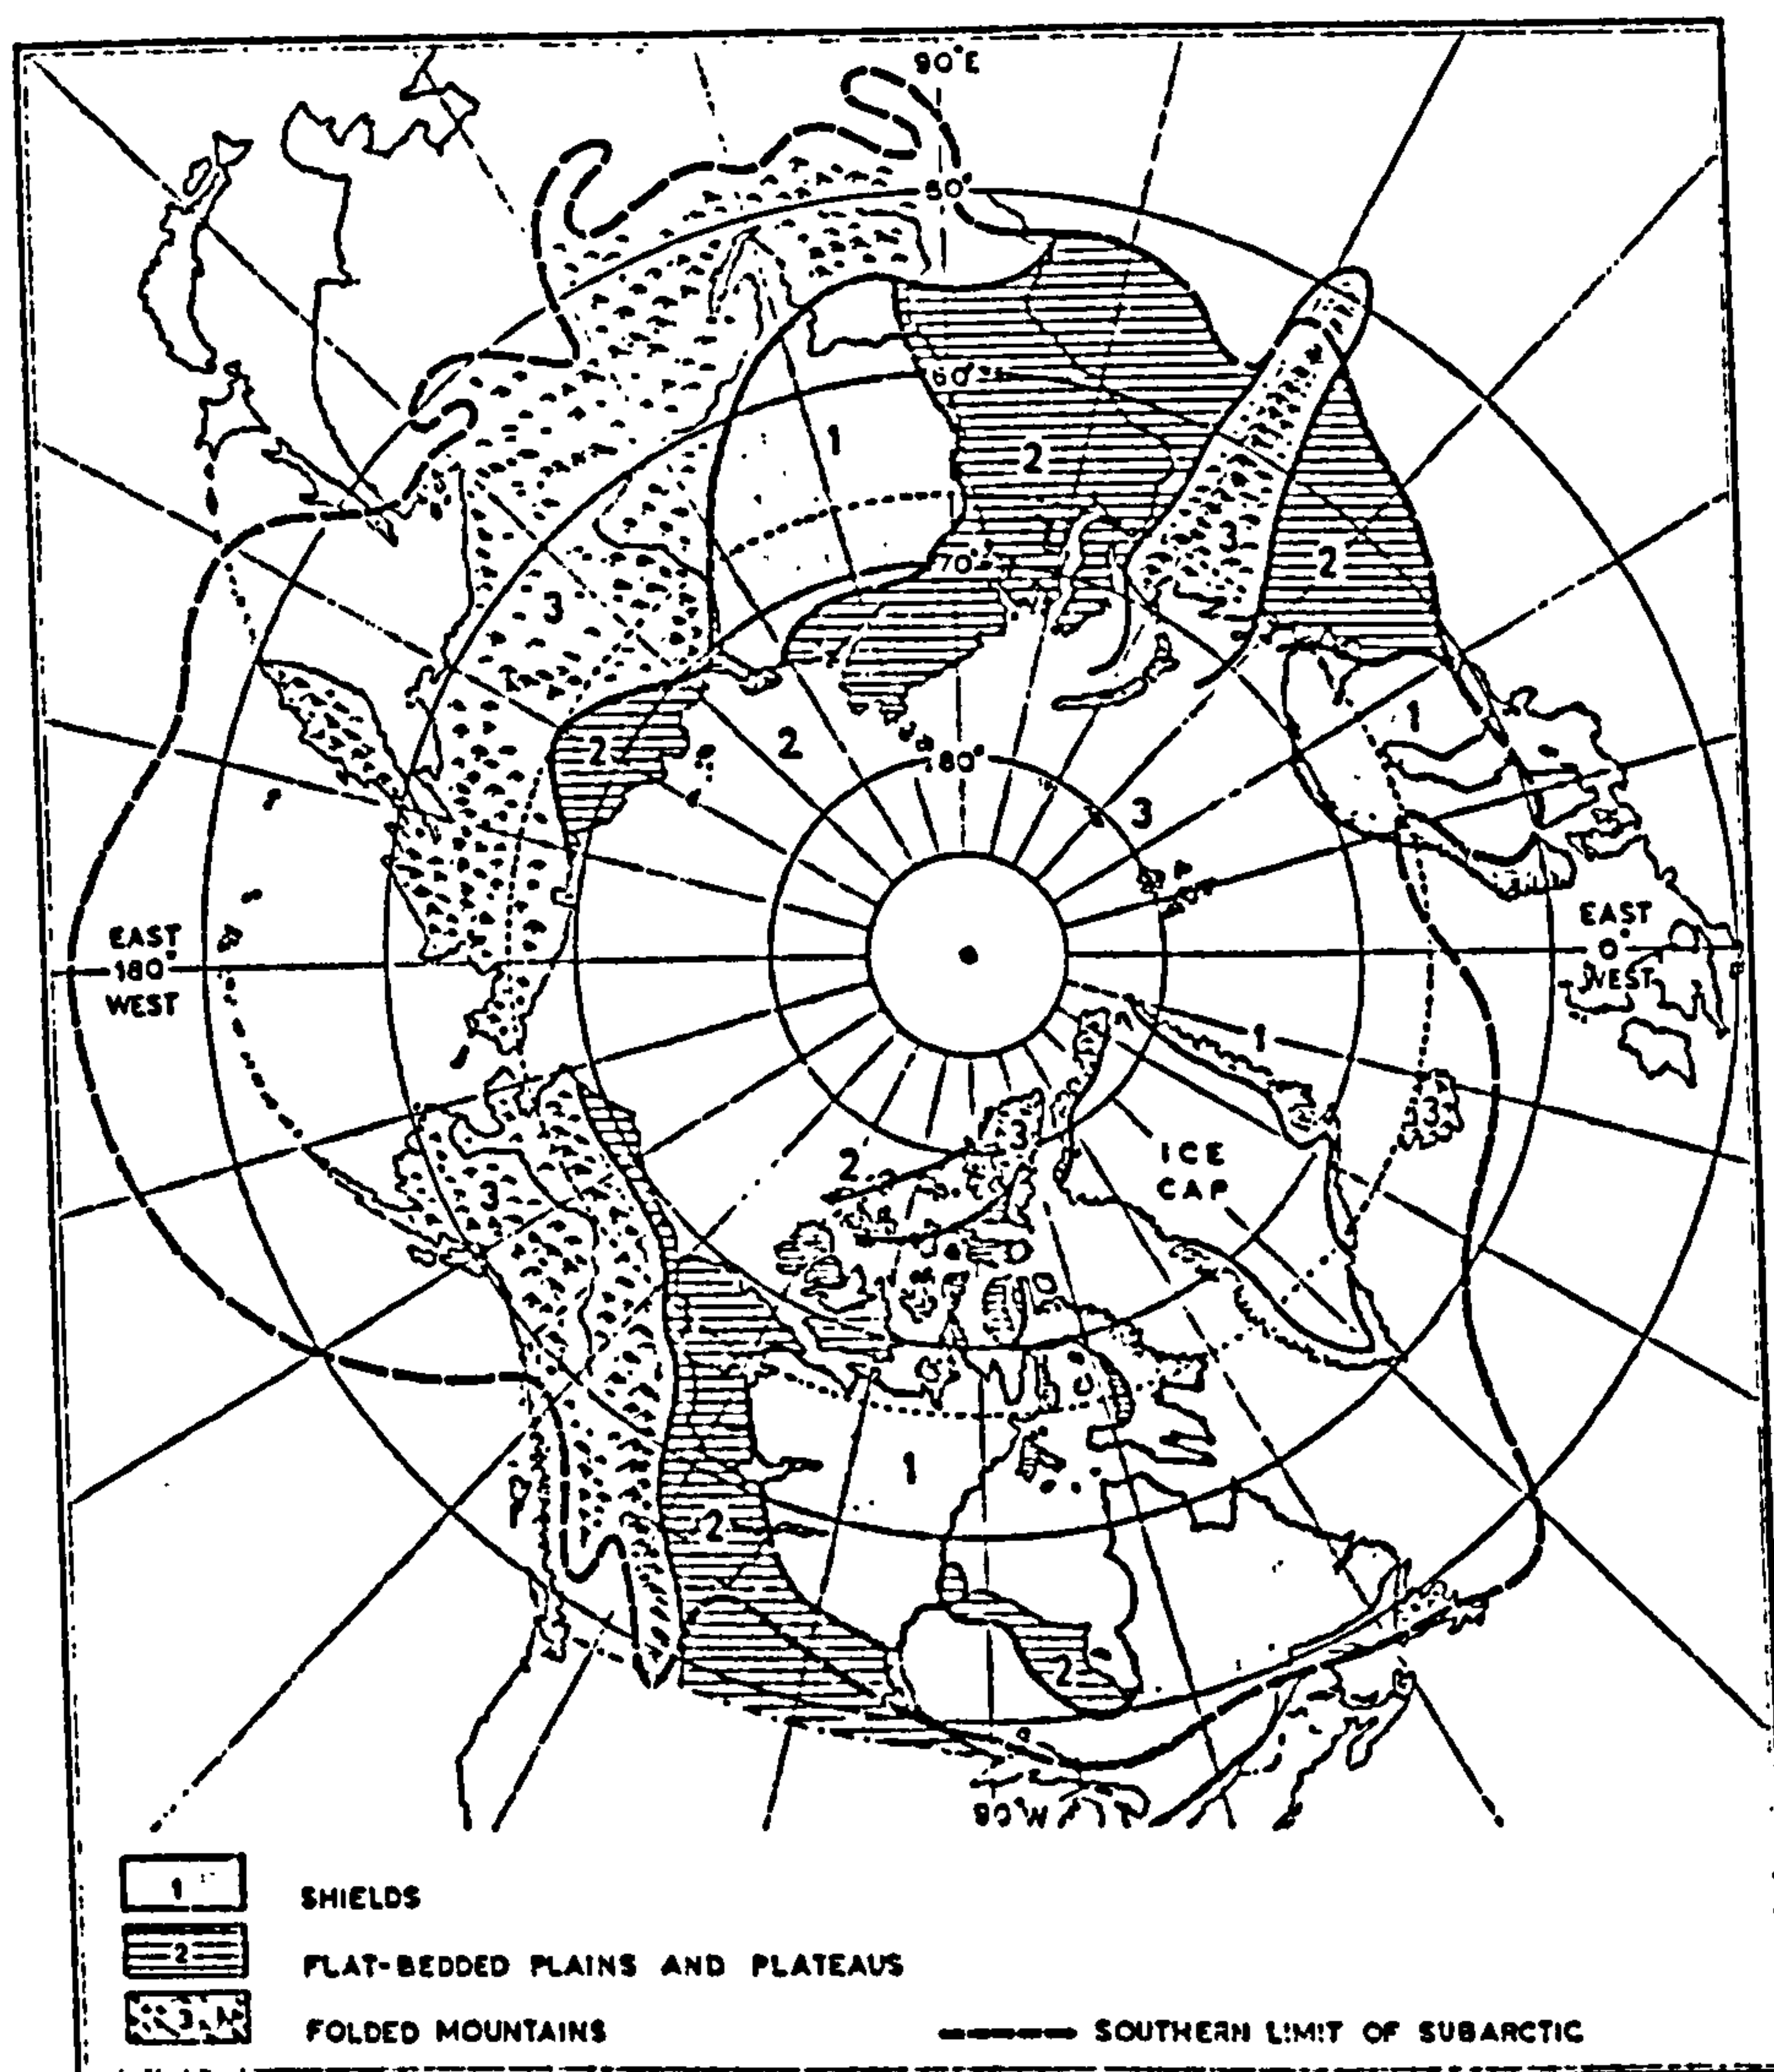 90°E
50°
60°
1
2
70°
3
2
3
2
2
1
80°
3
EAST
180°
WEST
EAST
0°
WEST
1
3
3
2
ICE
CAP
3
1
2
2
90°W
1 SHIELDS
2 FLAT-BEDDED PLAINS AND PLATEAUS
3 FOLDED MOUNTAINS
SOUTHERN LIMIT OF SUBARCTIC